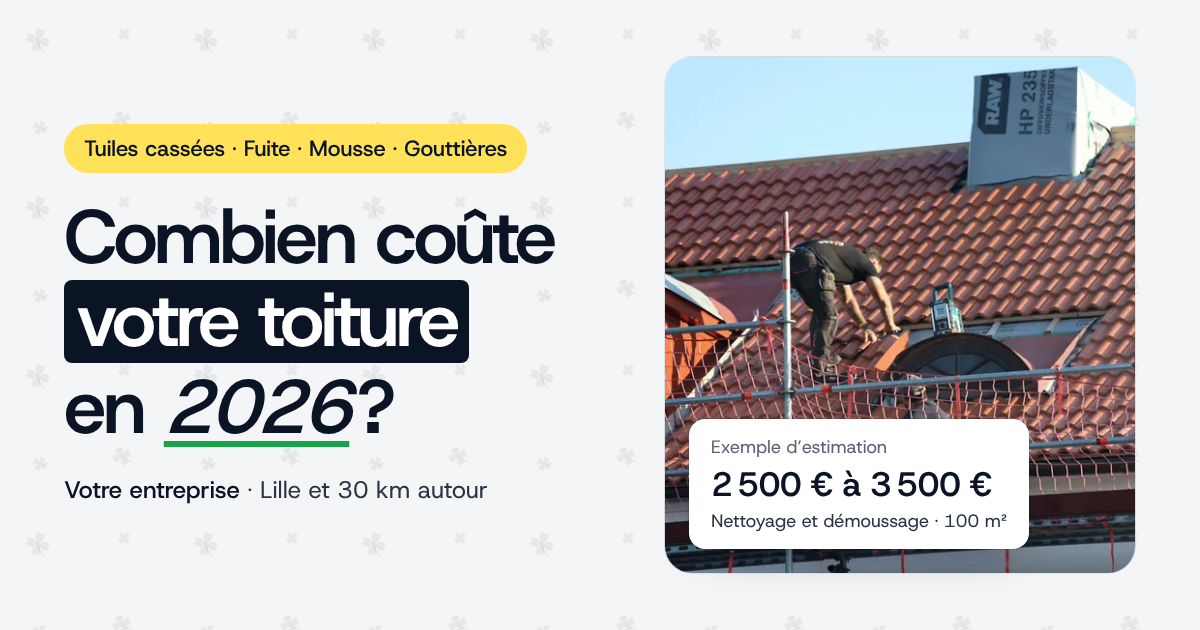 Tuiles cassées · Fuite · Mousse · Gouttières
Combien coûte
votre toiture
en 2026?
Votre entreprise · Lille et 30 km autour
RAW
HP 235
UNDERLAGSTAK
Exemple d’estimation
2 500 € à 3 500 €
Nettoyage et démoussage · 100 m²